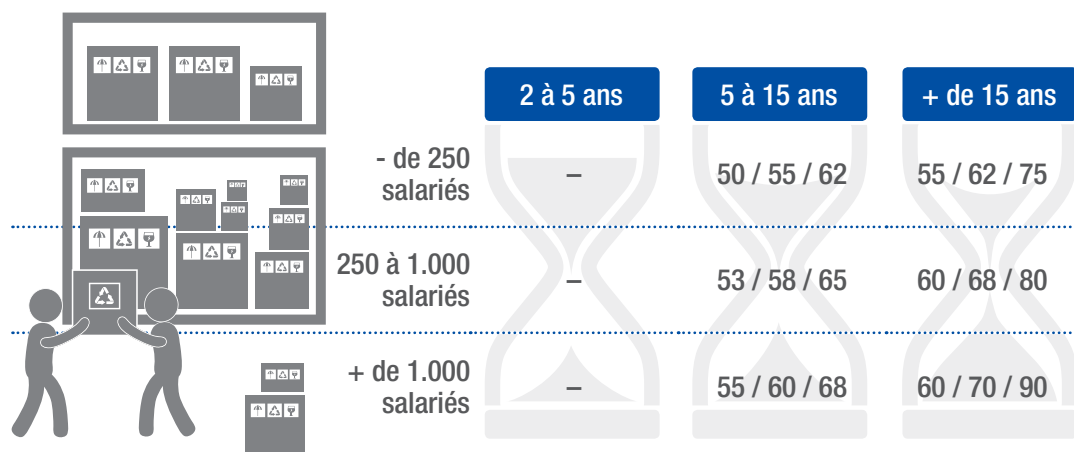 2 à 5 ans 5 à 15 ans + de 15 ans
- de 250
salariés
– 50 / 55 / 62 55 / 62 / 75
250 à 1.000
salariés
– 53 / 58 / 65 60 / 68 / 80
+ de 1.000
salariés
– 55 / 60 / 68 60 / 70 / 90